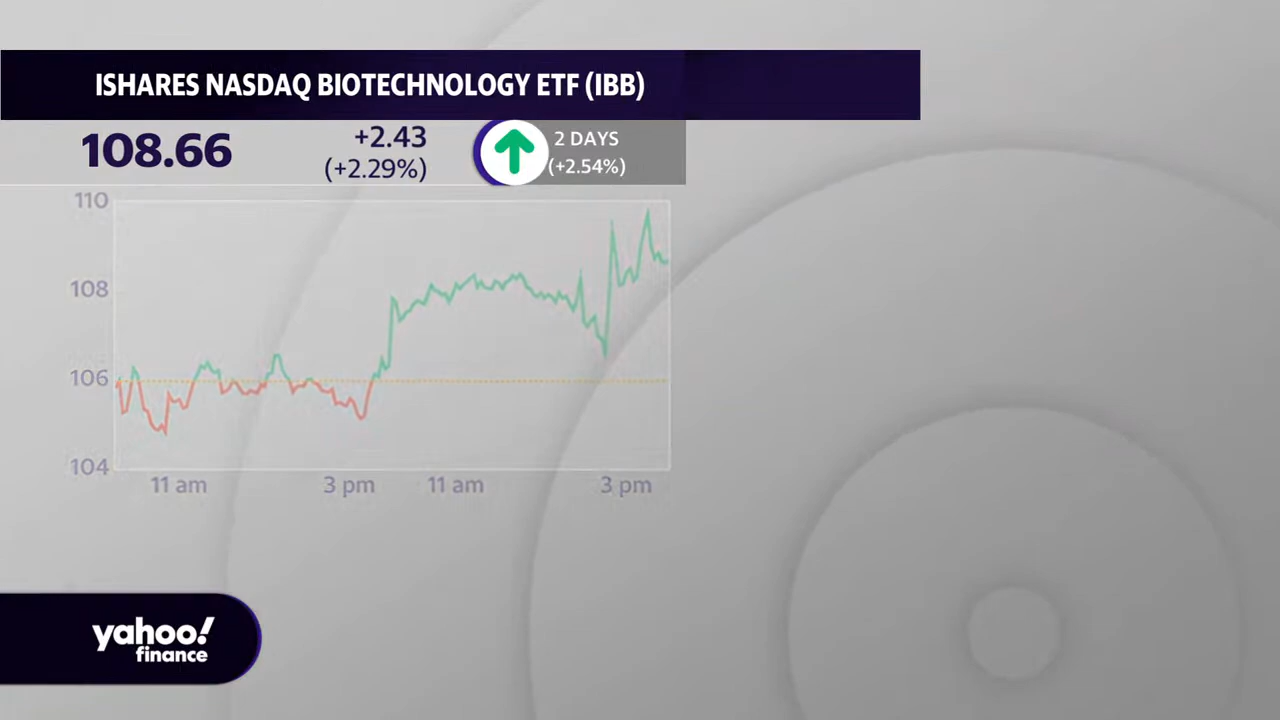 ISHARES NASDAQ BIOTECHNOLOGY ETF (IBB)
108.66
+2.43
(+2.29%)
2 DAYS
(+2.54%)
110
108
106
104
11 am
3 pm
11 am
3 pm
yahoo!
finance